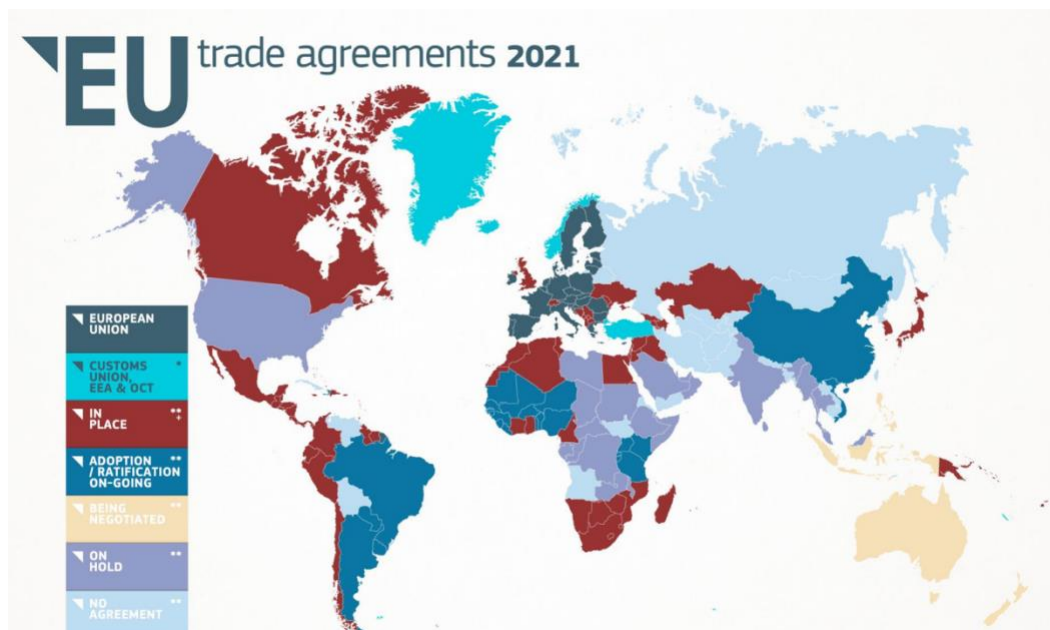 EU trade agreements 2021
EUROPEAN
UNION
CUSTOMS *
UNION,
EEA & OCT
IN **
PLACE +
ADOPTION **
/ RATIFICATION
ON-GOING
BEING **
NEGOTIATED
ON **
HOLD
NO **
AGREEMENT